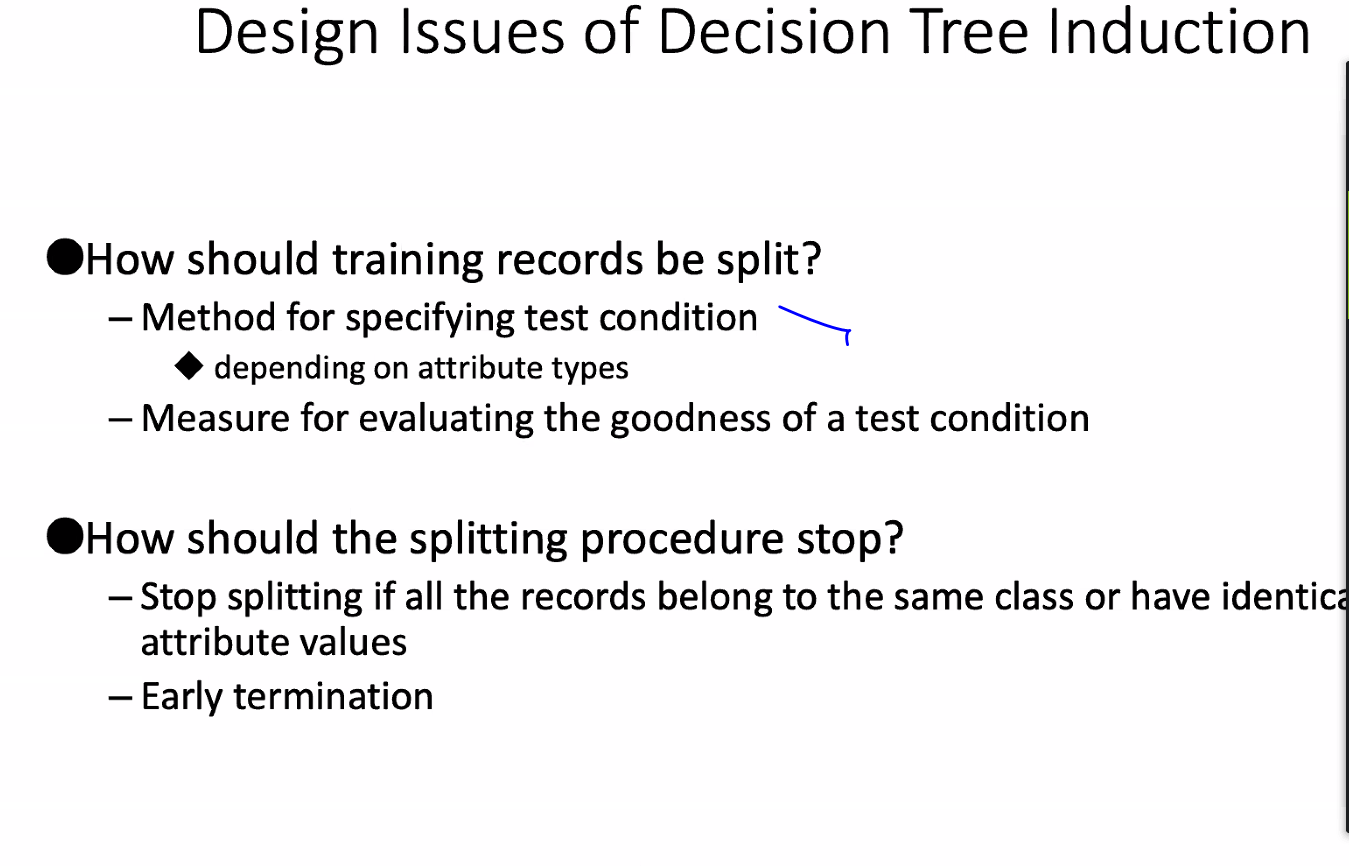 Design Issues of Decision Tree Induction
●How should training records be split?
– Method for specifying test condition
◆ depending on attribute types
– Measure for evaluating the goodness of a test condition
●How should the splitting procedure stop?
– Stop splitting if all the records belong to the same class or have identica
attribute values
– Early termination